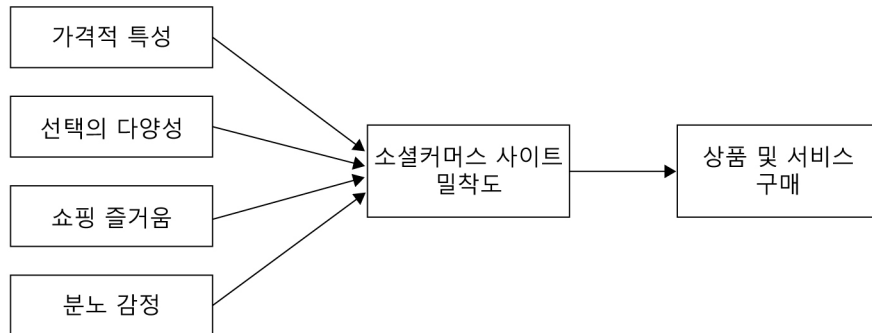 가격적 특성
선택의 다양성
쇼핑 즐거움
분노 감정
소셜커머스 사이트
밀착도
상품 및 서비스
구매